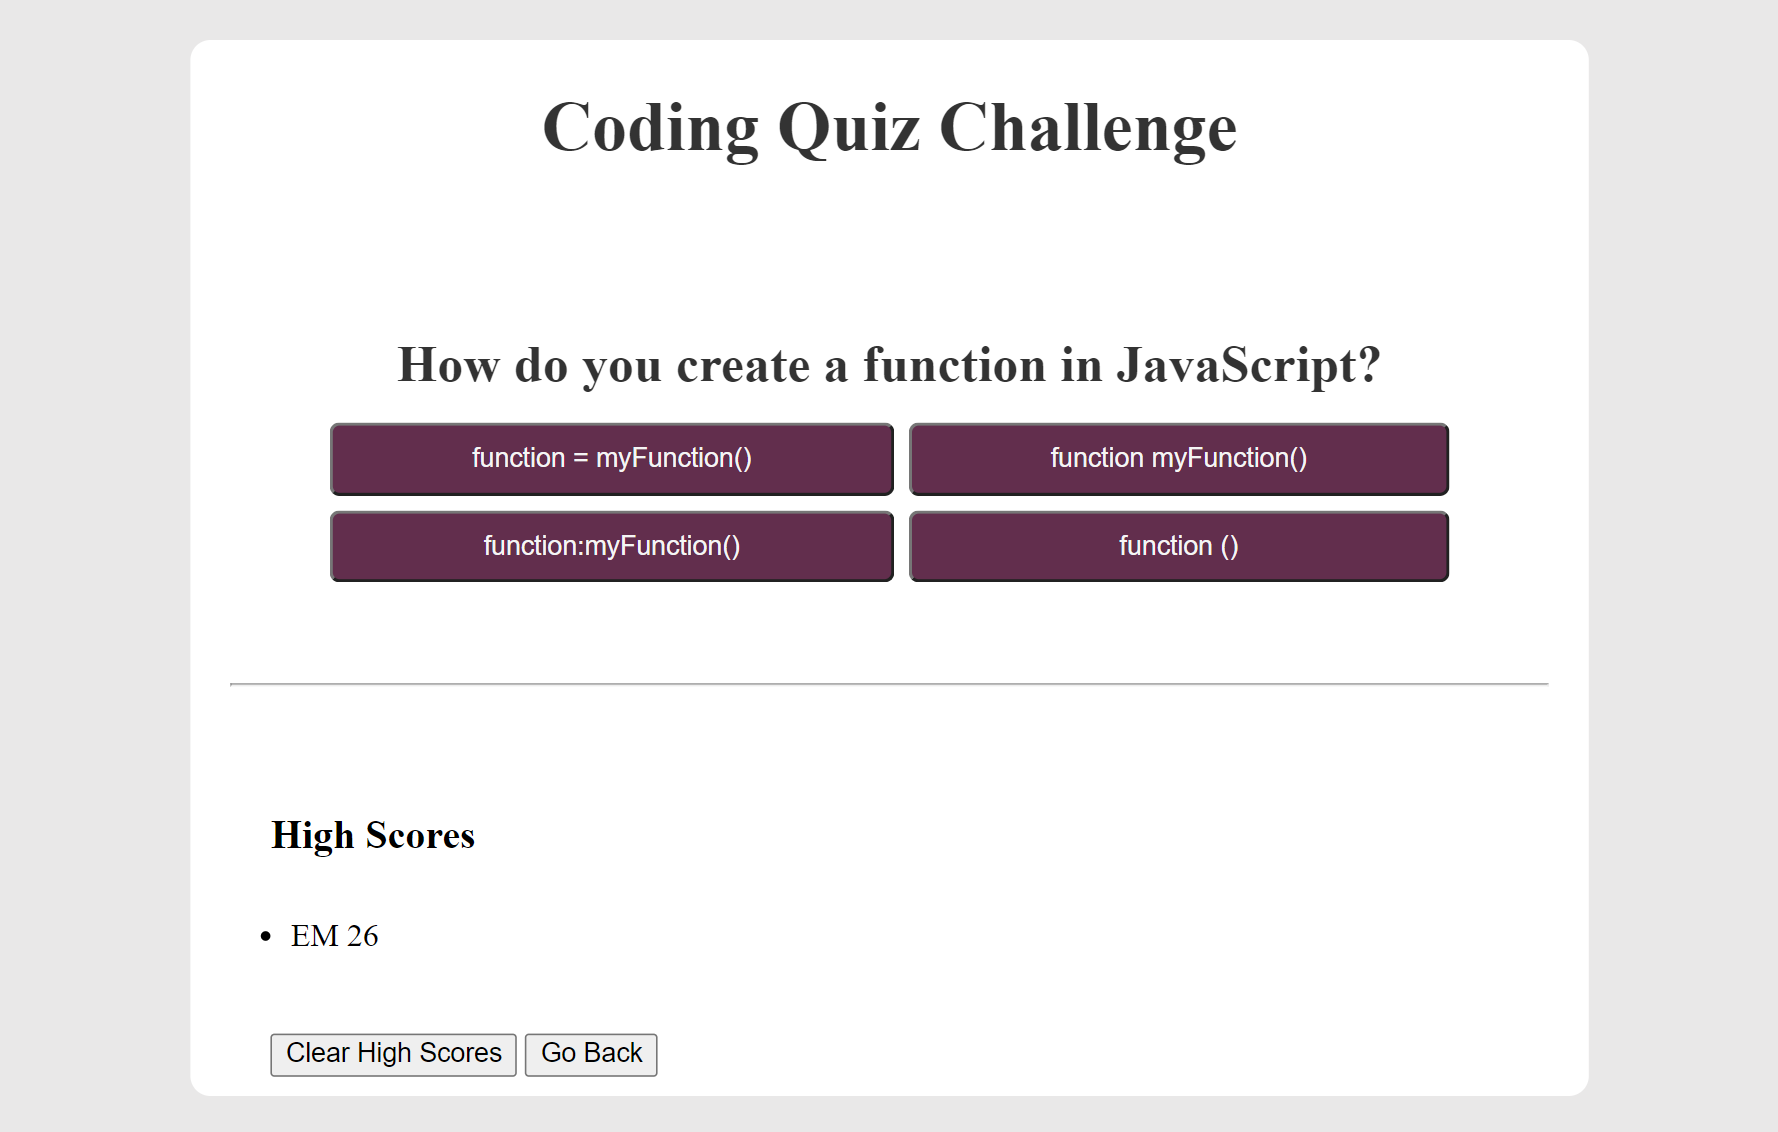 Coding Quiz Challenge
How do you create a function in JavaScript?
function = myFunction()
function myFunction()
function:myFunction()
function ()
High Scores
EM 26
Clear High Scores
Go Back